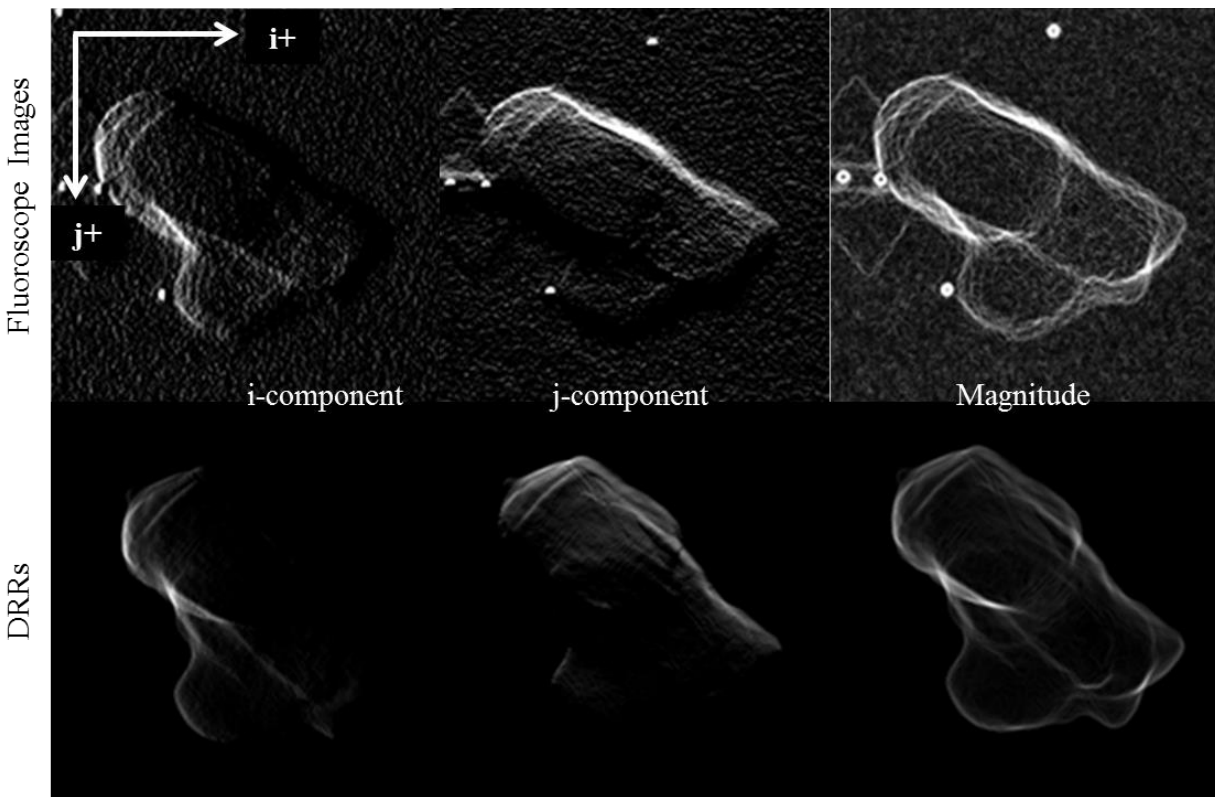 Fluoroscope Images
i+
j+
i-component
j-component
Magnitude
DRRs